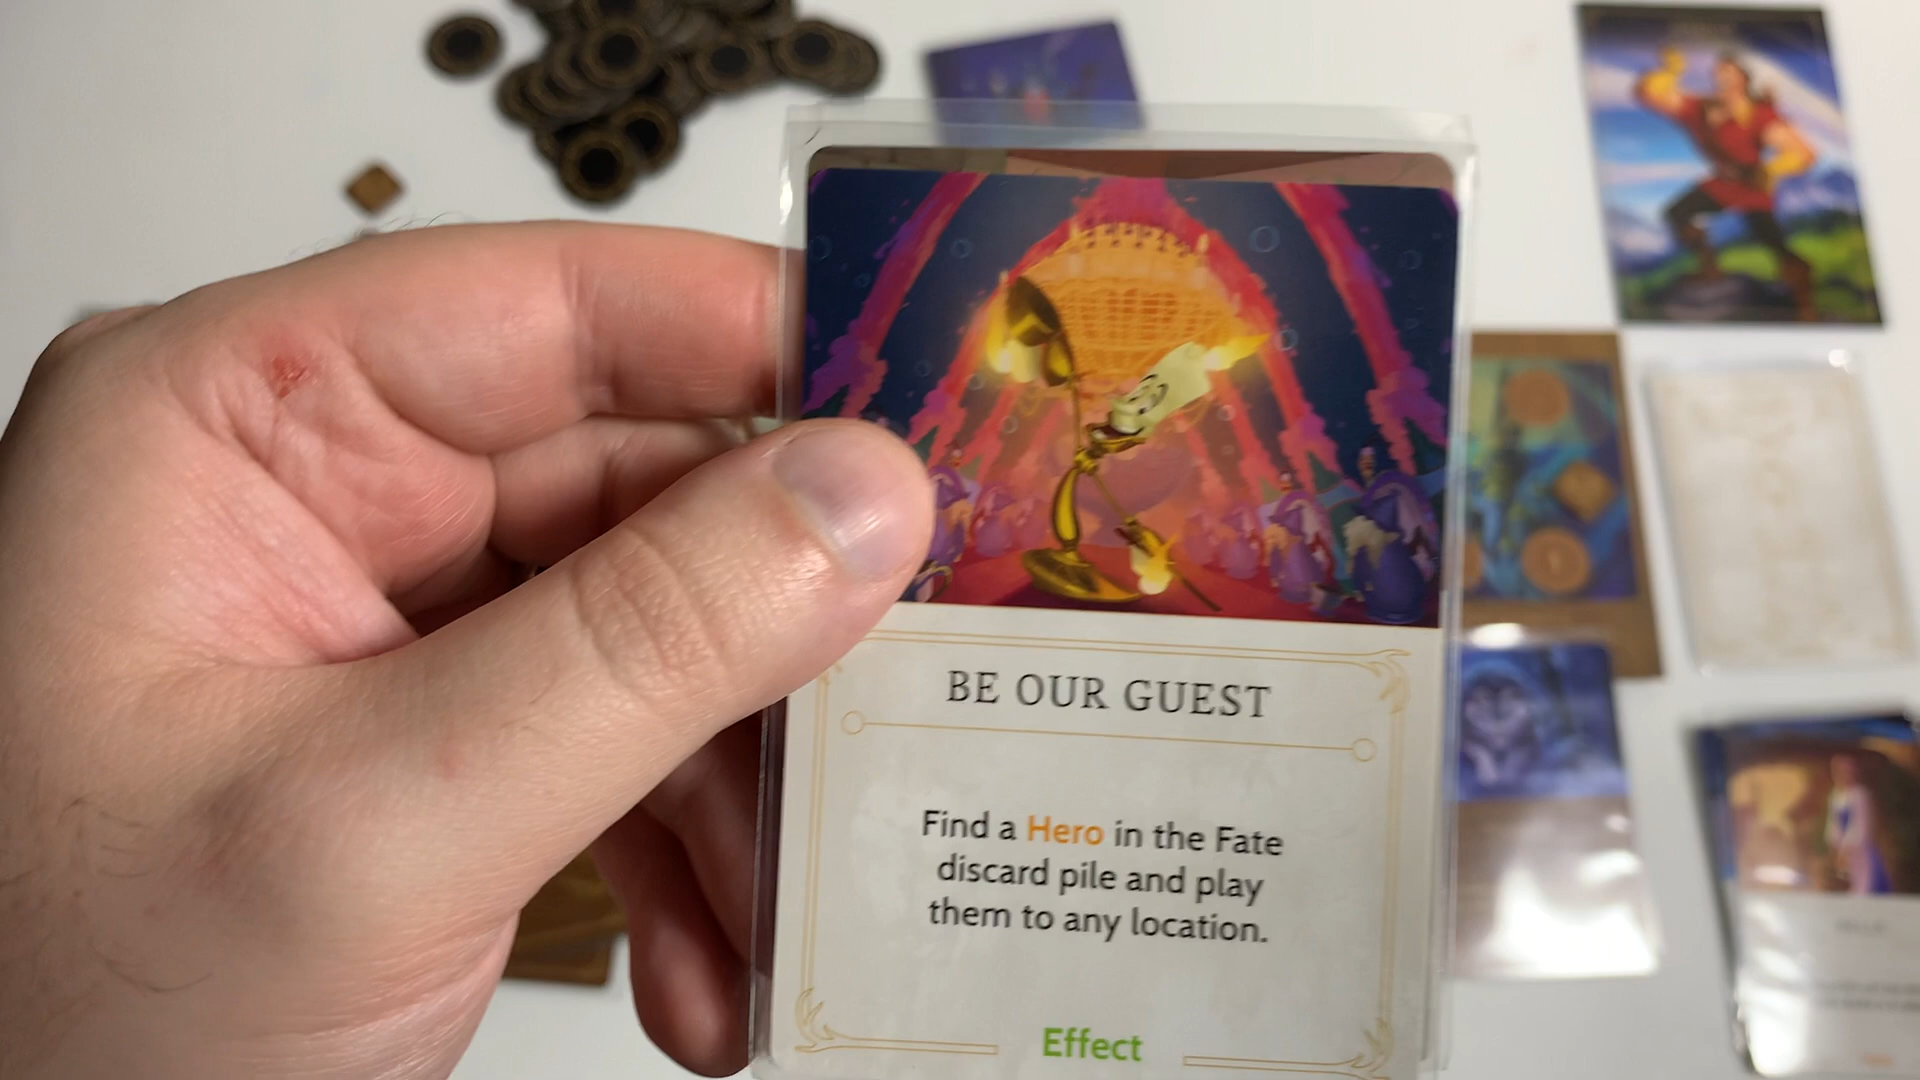 BE OUR GUEST
Find a Hero in the Fate
discard pile and play
them to any location.
Effect